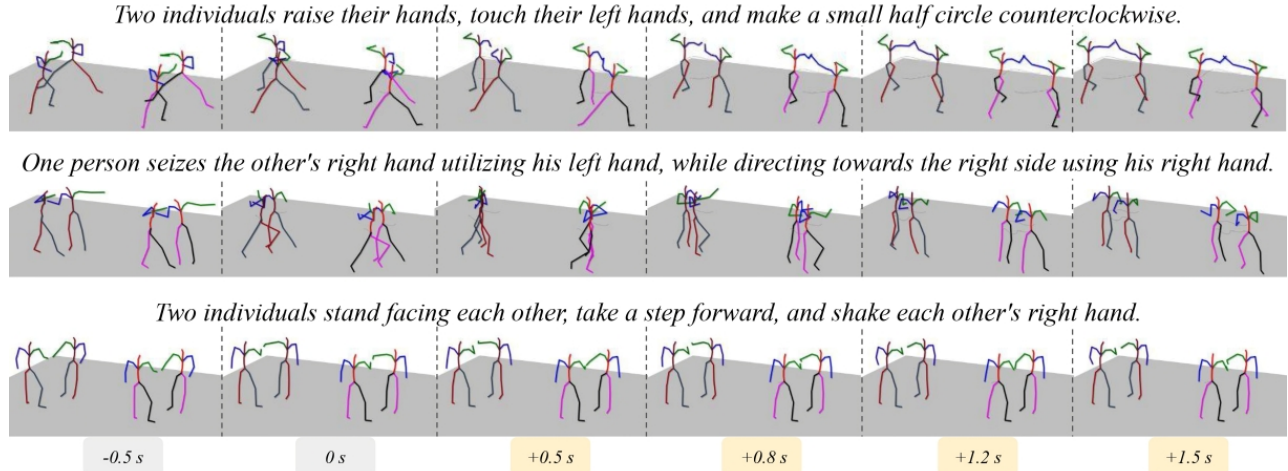 Two individuals raise their hands, touch their left hands, and make a small half circle counterclockwise.
One person seizes the other's right hand utilizing his left hand, while directing towards the right side using his right hand.
Two individuals stand facing each other, take a step forward, and shake each other's right hand.
-0.5 s 0 s +0.5 s +0.8 s +1.2 s +1.5 s